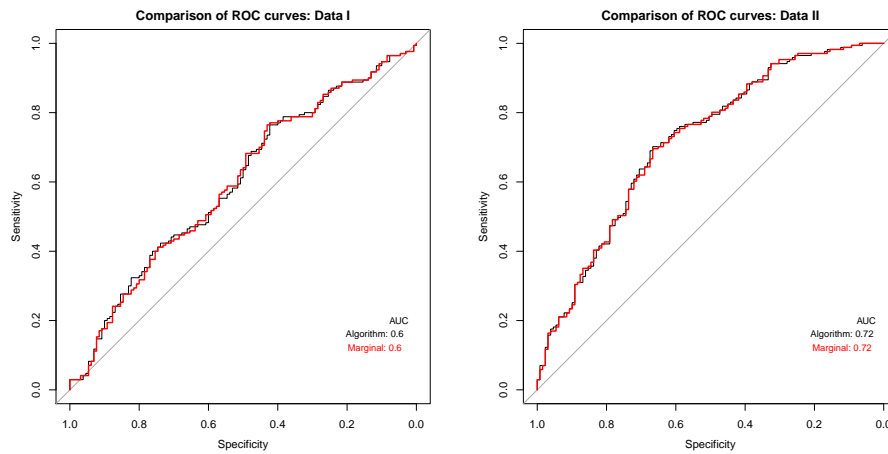 Comparison of ROC curves: Data I
1.0
0.8
0.6
0.4
0.2
0.0
Sensitivity
AUC
Algorithm: 0.6
Marginal: 0.6
1.0
0.8
0.6
0.4
0.2
0.0
Specificity
Comparison of ROC curves: Data II
1.0
0.8
0.6
0.4
0.2
0.0
Sensitivity
AUC
Algorithm: 0.72
Marginal: 0.72
1.0
0.8
0.6
0.4
0.2
0.0
Specificity